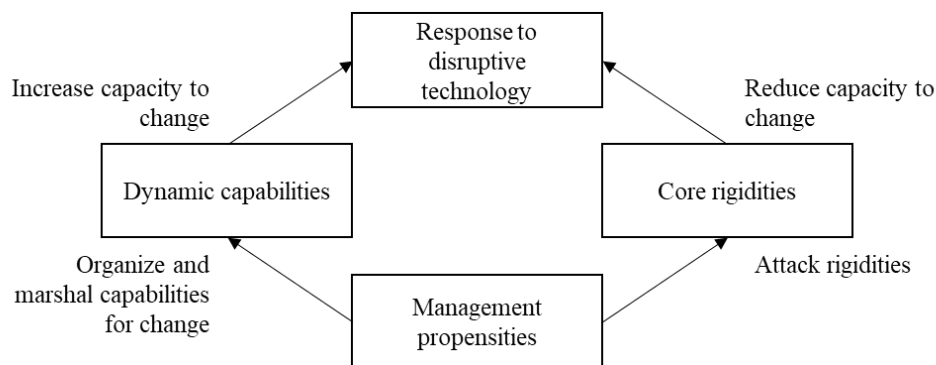 Response to
disruptive
technology
Increase capacity to
change
Reduce capacity to
change
Dynamic capabilities
Core rigidities
Organize and
marshal capabilities
for change
Attack rigidities
Management
propensities